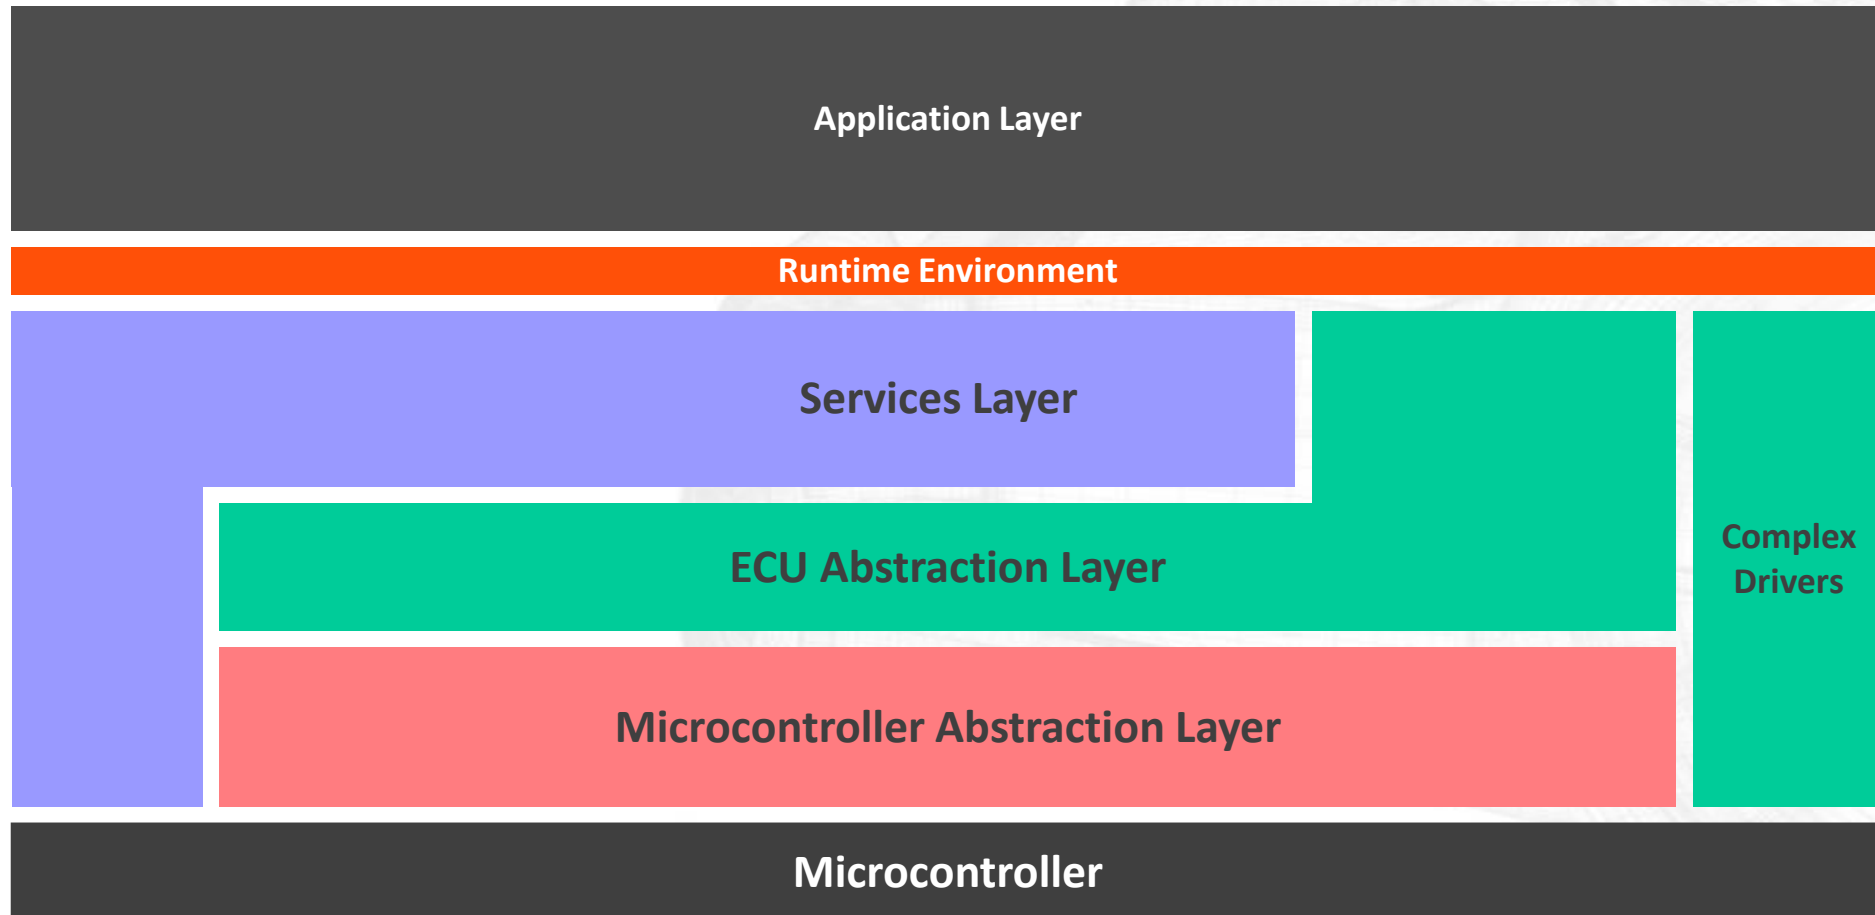 Application Layer
Runtime Environment
Services Layer
ECU Abstraction Layer
Complex
Drivers
Microcontroller Abstraction Layer
Microcontroller